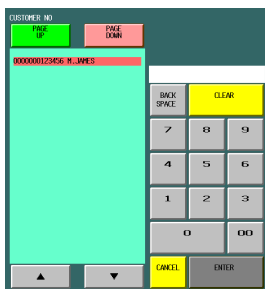 CUSTOMER NO
PAGE UP
PAGE DOWN
0000000123456 M.JAMES
BACK SPACE
CLEAR
7 8 9
4 5 6
1 2 3
0 00
CANCEL ENTER